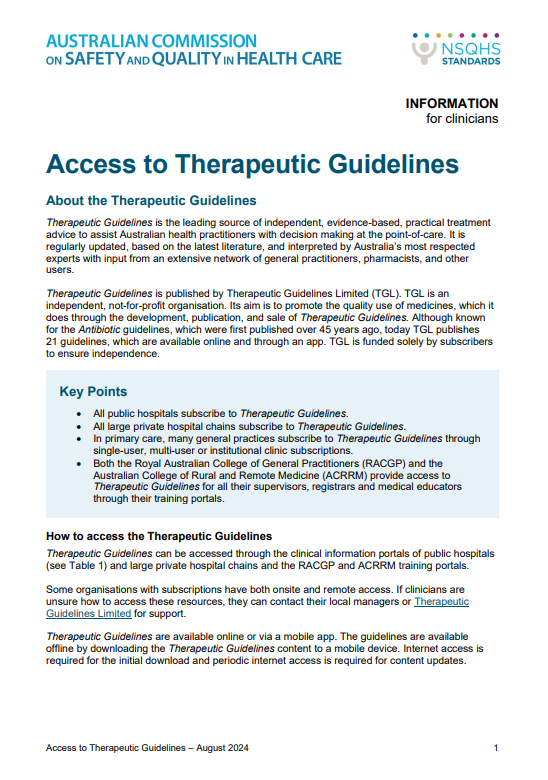 AUSTRALIAN COMMISSION
ON SAFETY AND QUALITY IN HEALTH CARE
NSQHS
STANDARDS
INFORMATION
for clinicians
Access to Therapeutic Guidelines
About the Therapeutic Guidelines
Therapeutic Guidelines is the leading source of independent, evidence-based, practical treatment
advice to assist Australian health practitioners with decision making at the point-of-care. It is
regularly updated, based on the latest literature, and interpreted by Australia's most respected
experts with input from an extensive network of general practitioners, pharmacists, and other
users.
Therapeutic Guidelines is published by Therapeutic Guidelines Limited (TGL). TGL is an
independent, not-for-profit organisation. Its aim is to promote the quality use of medicines, which it
does through the development, publication, and sale of Therapeutic Guidelines. Although known
for the Antibiotic guidelines, which were first published over 45 years ago, today TGL publishes
21 guidelines, which are available online and through an app. TGL is funded solely by subscribers
to ensure independence.
Key Points
• All public hospitals subscribe to Therapeutic Guidelines.
• All large private hospital chains subscribe to Therapeutic Guidelines.
• In primary care, many general practices subscribe to Therapeutic Guidelines through
single-user, multi-user or institutional clinic subscriptions.
• Both the Royal Australian College of General Practitioners (RACGP) and the
Australian College of Rural and Remote Medicine (ACRRM) provide access to
Therapeutic Guidelines for all their supervisors, registrars and medical educators
through their training portals.
How to access the Therapeutic Guidelines
Therapeutic Guidelines can be accessed through the clinical information portals of public hospitals
(see Table 1) and large private hospital chains and the RACGP and ACRRM training portals.
Some organisations with subscriptions have both onsite and remote access. If clinicians are
unsure how to access these resources, they can contact their local managers or Therapeutic
Guidelines Limited for support.
Therapeutic Guidelines are available online or via a mobile app. The guidelines are available
offline by downloading the Therapeutic Guidelines content to a mobile device. Internet access is
required for the initial download and periodic internet access is required for content updates.
Access to Therapeutic Guidelines – August 2024
1